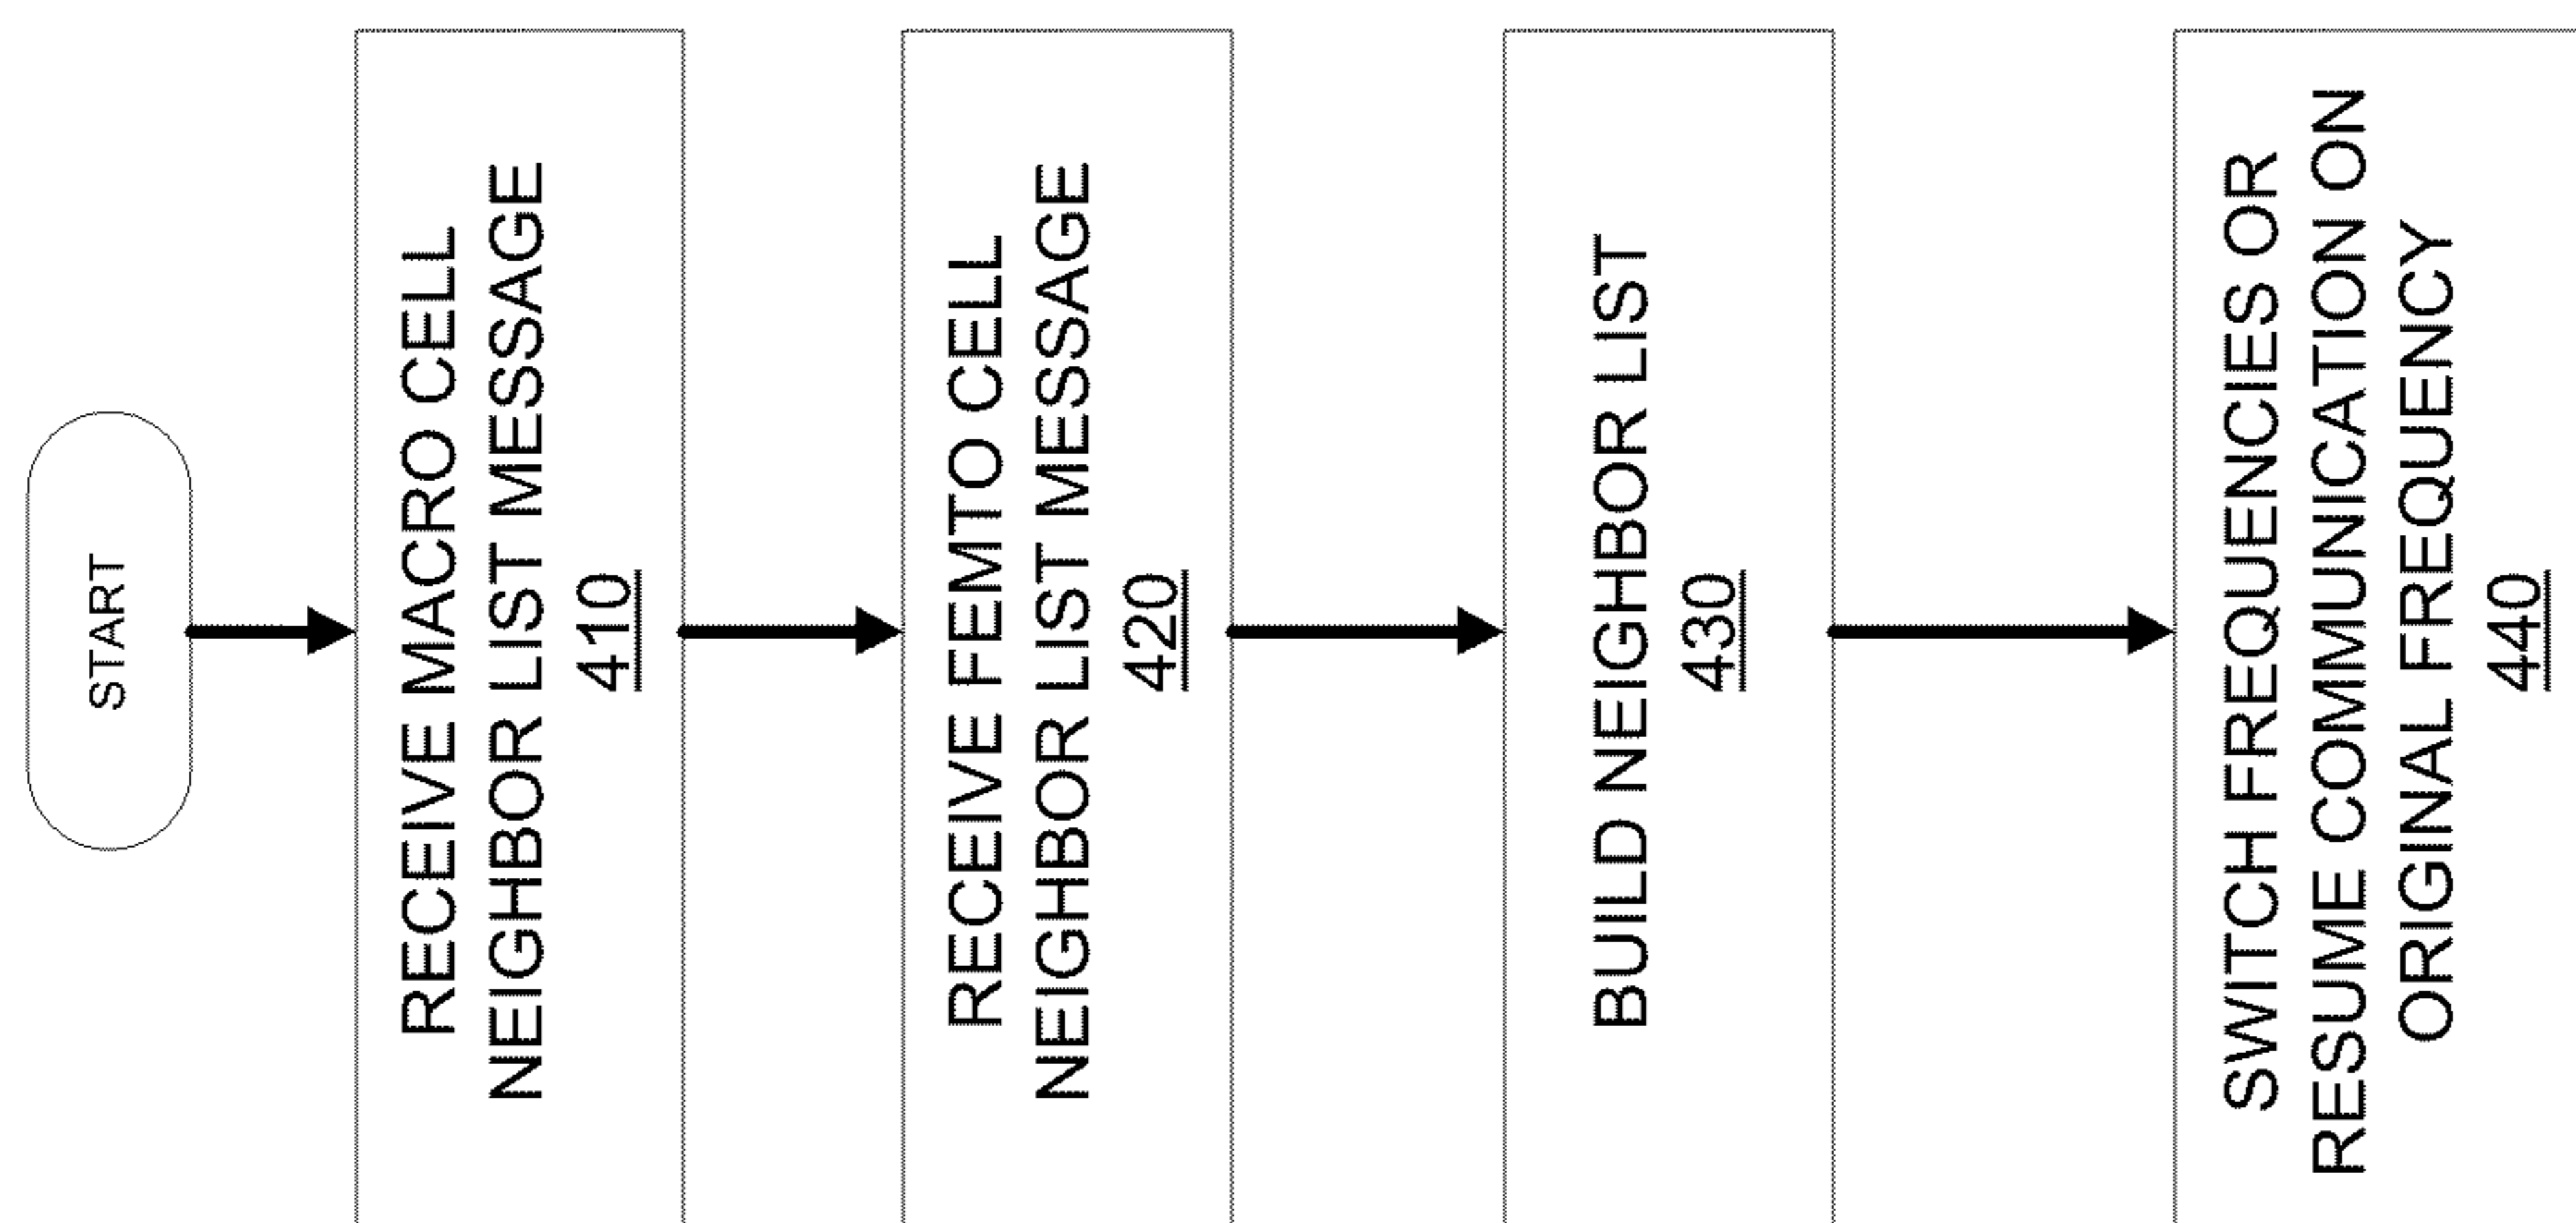 START
RECEIVE MACRO CELL
NEIGHBOR LIST MESSAGE
410
RECEIVE FEMTO CELL
NEIGHBOR LIST MESSAGE
420
BUILD NEIGHBOR LIST
430
SWITCH FREQUENCIES OR
RESUME COMMUNICATION ON
ORIGINAL FREQUENCY
440